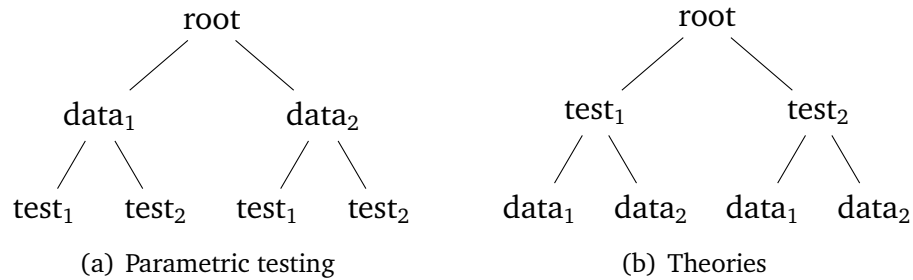 root
data₁ data₂
test₁ test₂ test₁ test₂
(a) Parametric testing
root
test₁ test₂
data₁ data₂ data₁ data₂
(b) Theories